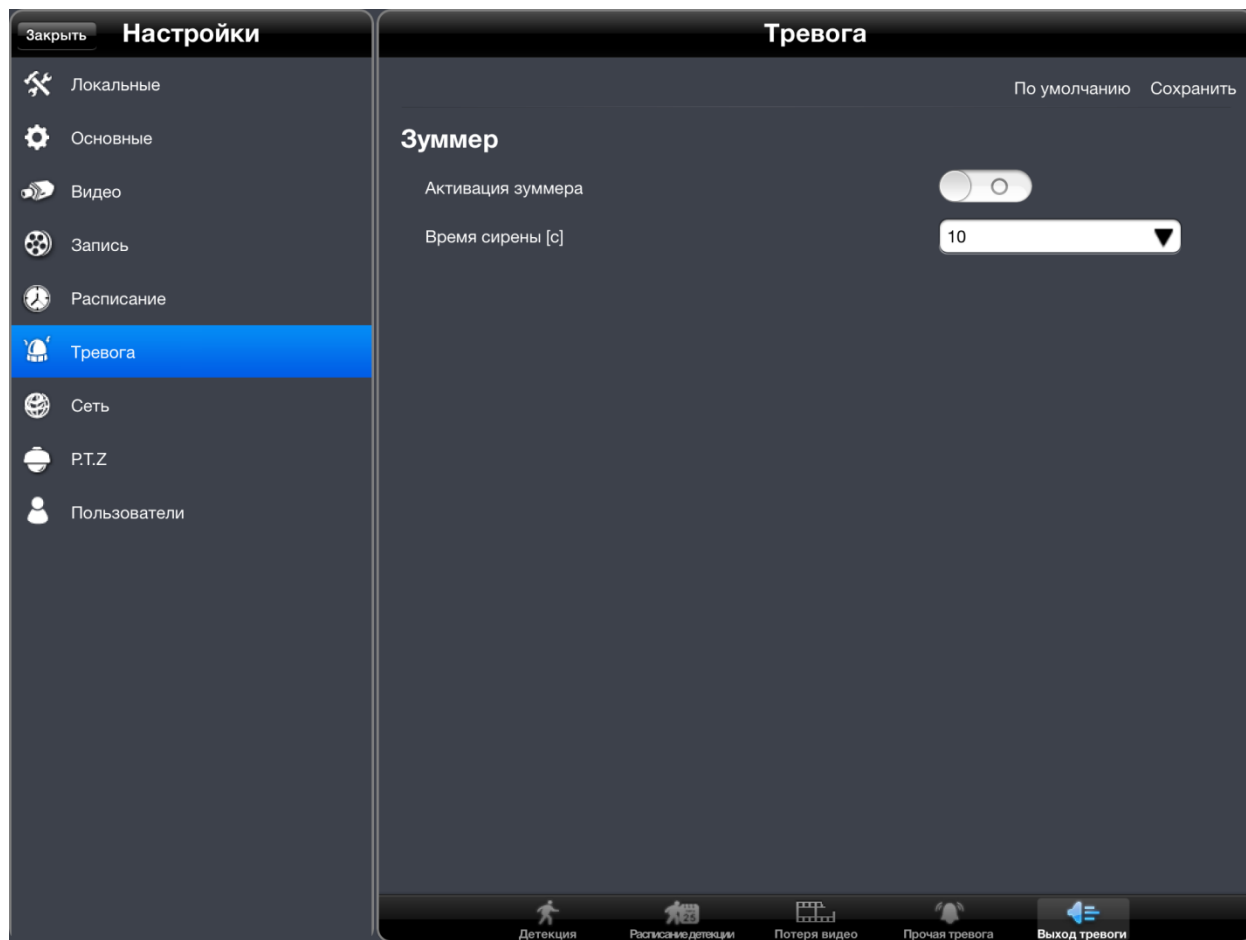 Закрыть Настройки
Тревога
Локальные
Основные
Видео
Запись
Расписание
Тревога
Сеть
P.T.Z
Пользователи
По умолчанию Сохранить
Зуммер
Активация зуммера
Время сирены [с] 10
25
Детекция Расписание детекции Потеря видео Прочая тревога Выход тревоги